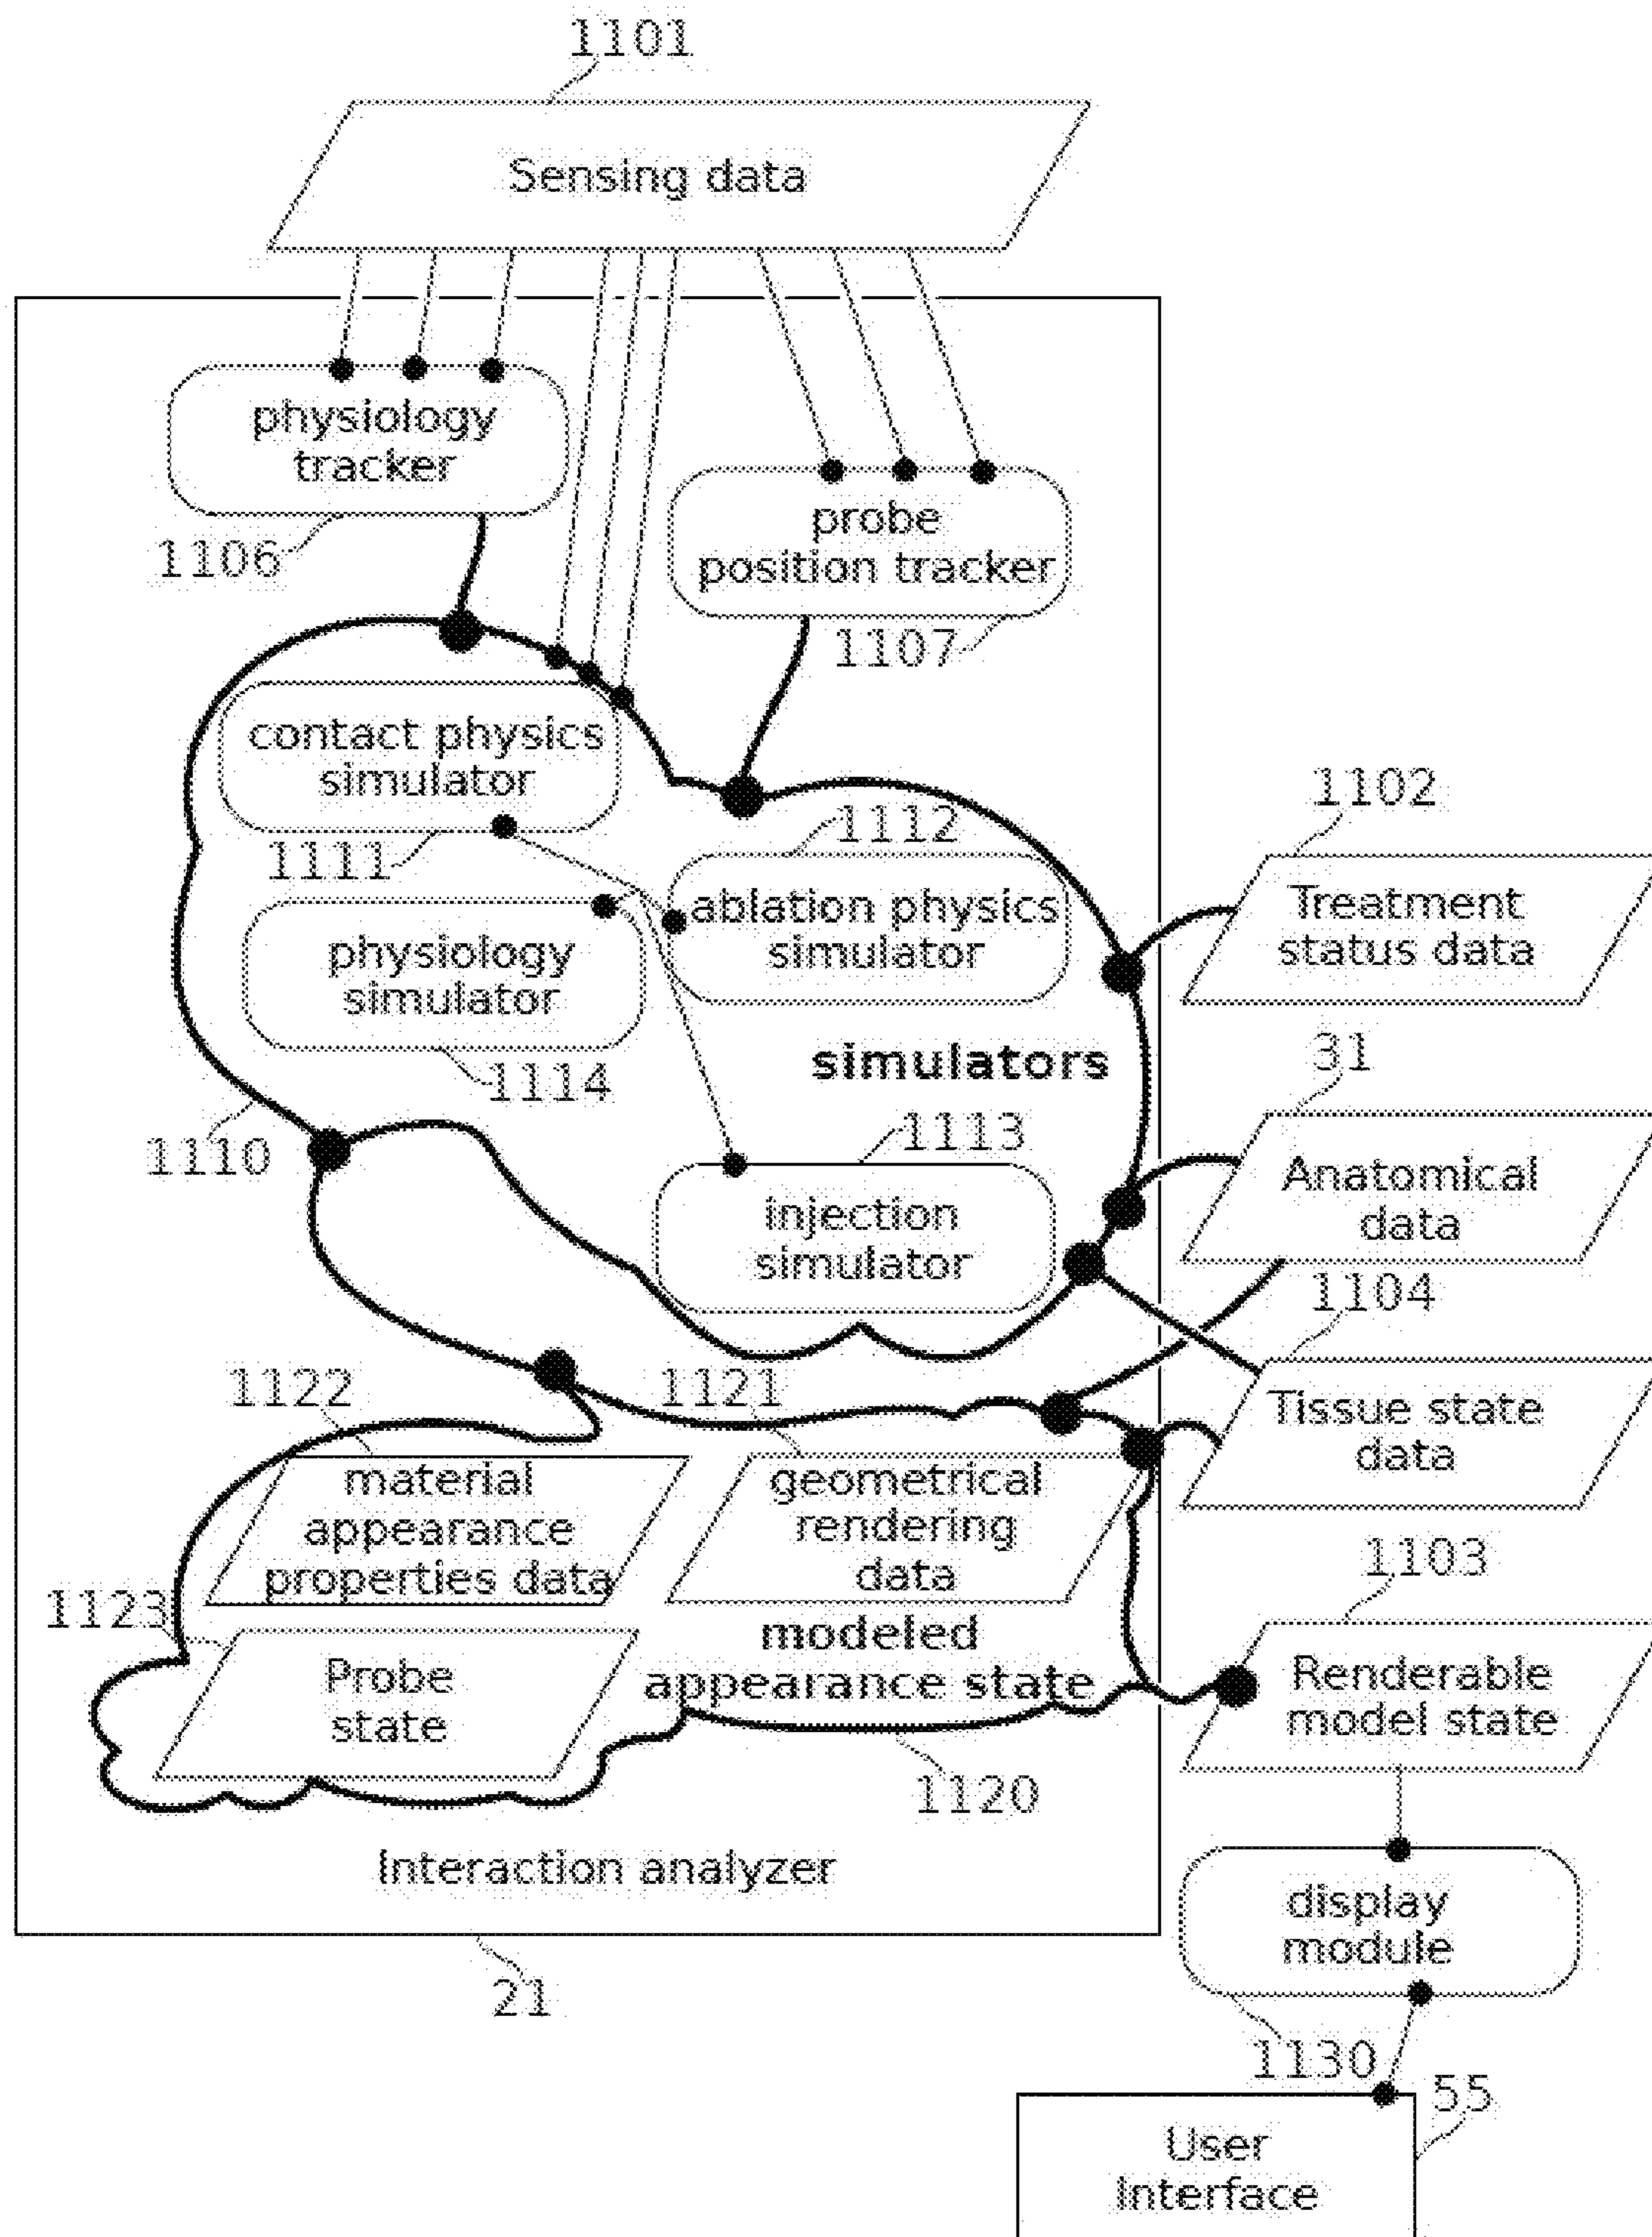 1101
Sensing data
physiology
tracker
1106
probe
position tracker
1107
contact physics
simulator
1111
1112
ablation physics
simulator
physiology
simulator
1114
simulators
1110
1113
injection
simulator
1102
Treatment
status data
31
Anatomical
data
1104
Tissue state
data
1122
material
appearance
properties data
1121
geometrical
rendering
data
1123
Probe
state
modeled
appearance state
1120
1103
Renderable
model state
Interaction analyzer
21
display
module
1130
55
User
Interface